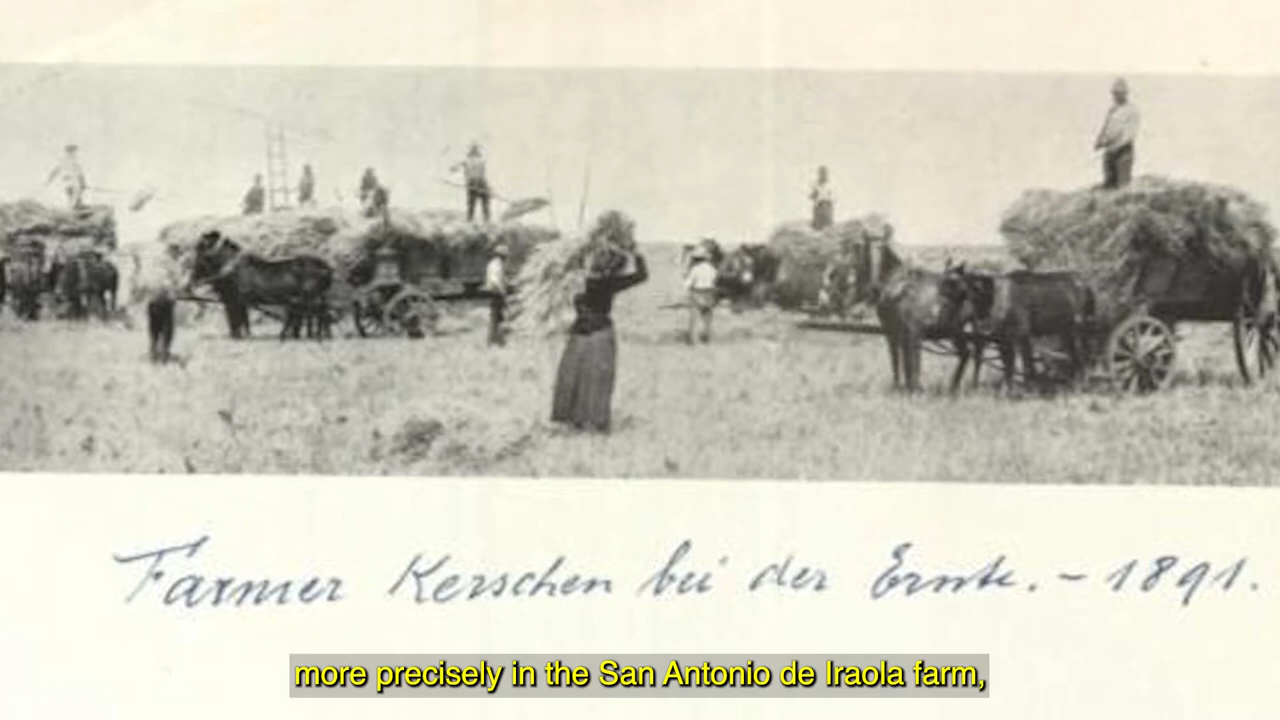 Farmer Kerschen bei der Ernte. - 1891.
more precisely in the San Antonio de Iraola farm,